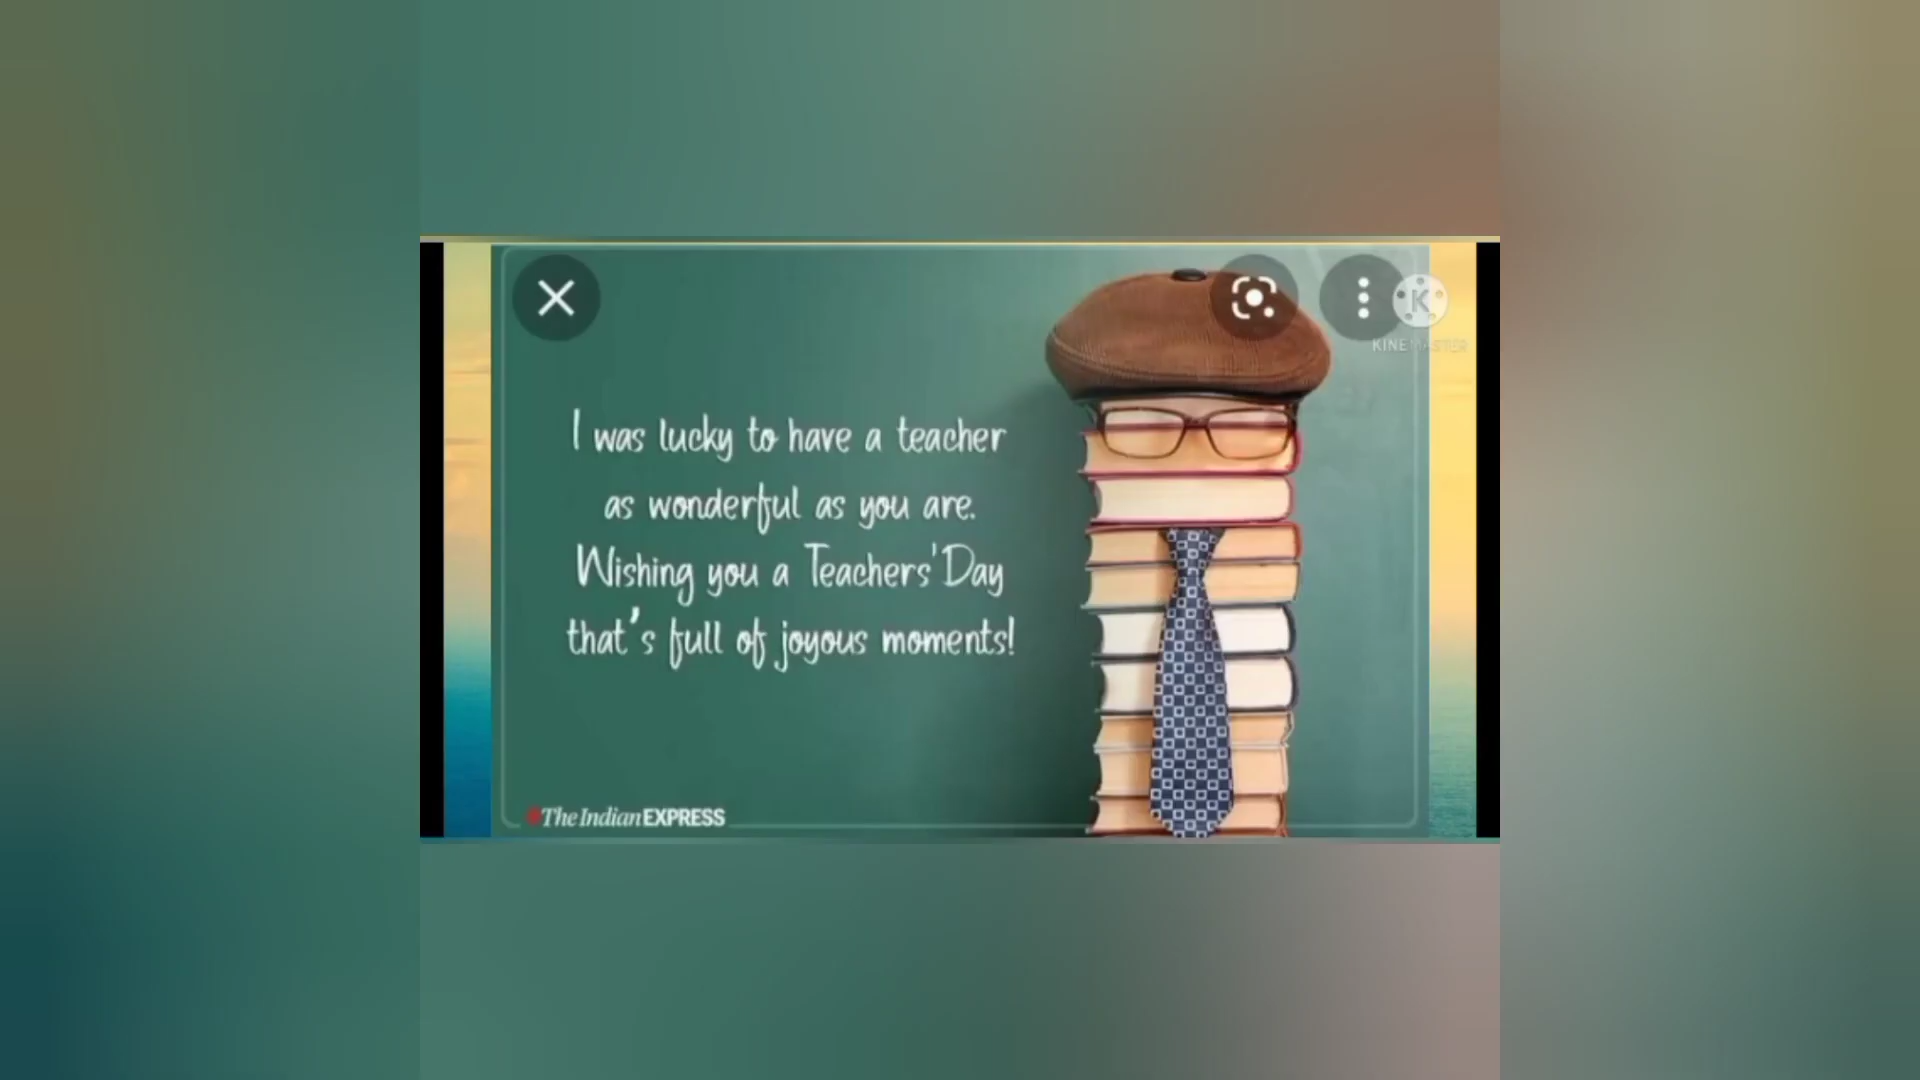 KINEMASTER
I was lucky to have a teacher
as wonderful as you are.
Wishing you a Teachers' Day
that's full of joyous moments!
The Indian EXPRESS